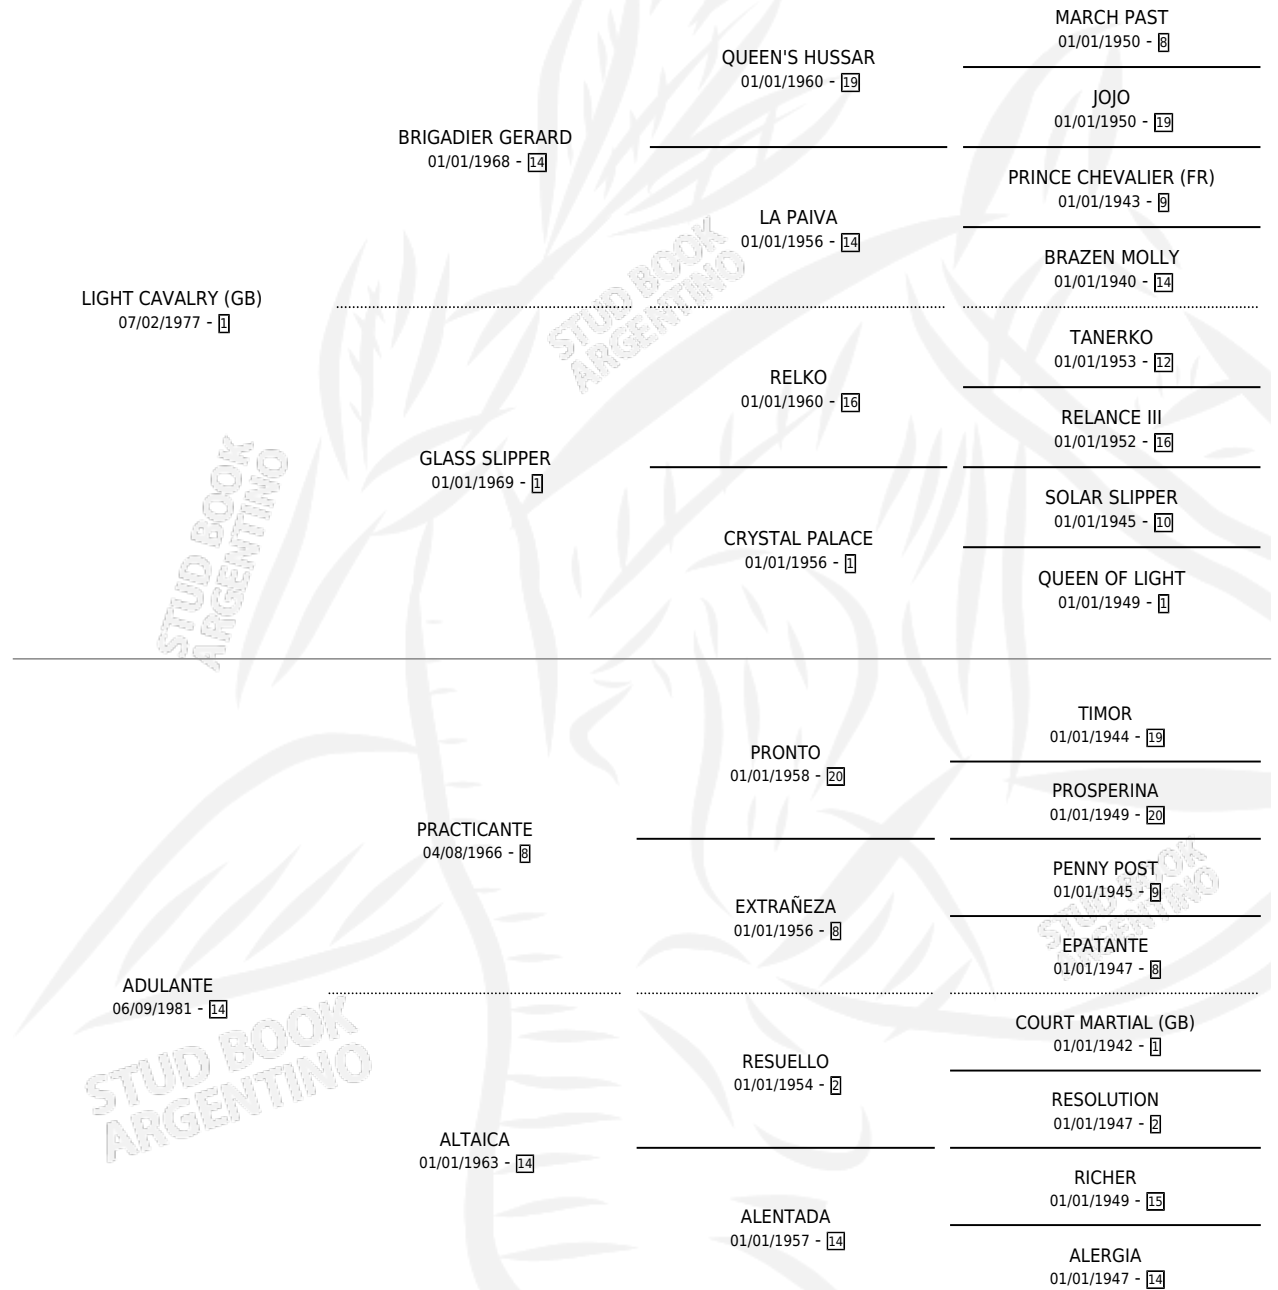 MARCH PAST
01/01/1950 - 8
QUEEN'S HUSSAR
01/01/1960 - 19
JOJO
01/01/1950 - 19
BRIGADIER GERARD
01/01/1968 - 14
PRINCE CHEVALIER (FR)
01/01/1943 - 9
LA PAIVA
01/01/1956 - 14
BRAZEN MOLLY
01/01/1940 - 14
LIGHT CAVALRY (GB)
07/02/1977 - 1
TANERKO
01/01/1953 - 12
RELKO
01/01/1960 - 16
RELANCE III
01/01/1952 - 16
GLASS SLIPPER
01/01/1969 - 1
SOLAR SLIPPER
01/01/1945 - 10
CRYSTAL PALACE
01/01/1956 - 1
QUEEN OF LIGHT
01/01/1949 - 1
STUD BOOK
ARGENTINO
STUD BOOK
ARGENTINO
TIMOR
01/01/1944 - 19
PRONTO
01/01/1958 - 20
PROSPERINA
01/01/1949 - 20
PRACTICANTE
04/08/1966 - 8
PENNY POST
01/01/1945 - 9
EXTRAÑEZA
01/01/1956 - 8
EPATANTE
01/01/1947 - 8
ADULANTE
06/09/1981 - 14
COURT MARTIAL (GB)
01/01/1942 - 1
RESUELLO
01/01/1954 - 2
RESOLUTION
01/01/1947 - 2
ALTAICA
01/01/1963 - 14
RICHER
01/01/1949 - 15
ALENTADA
01/01/1957 - 14
ALERGIA
01/01/1947 - 14
STUD BOOK
ARGENTINO
STUD BOOK
ARGENTINO